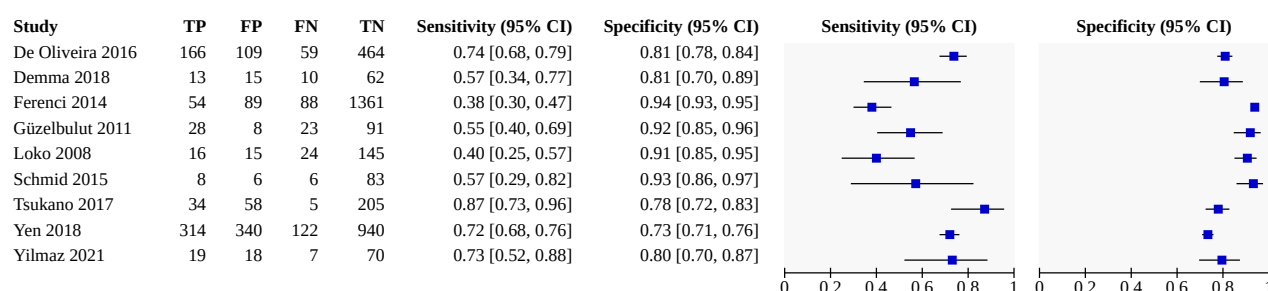 Study TP FP FN TN Sensitivity (95% CI) Specificity (95% CI) Sensitivity (95% CI) Specificity (95% CI)
De Oliveira 2016 166 109 59 464 0.74 [0.68, 0.79] 0.81 [0.78, 0.84]
Demma 2018 13 15 10 62 0.57 [0.34, 0.77] 0.81 [0.70, 0.89]
Ferenci 2014 54 89 88 1361 0.38 [0.30, 0.47] 0.94 [0.93, 0.95]
Güzelbulut 2011 28 8 23 91 0.55 [0.40, 0.69] 0.92 [0.85, 0.96]
Loko 2008 16 15 24 145 0.40 [0.25, 0.57] 0.91 [0.85, 0.95]
Schmid 2015 8 6 6 83 0.57 [0.29, 0.82] 0.93 [0.86, 0.97]
Tsukano 2017 34 58 5 205 0.87 [0.73, 0.96] 0.78 [0.72, 0.83]
Yen 2018 314 340 122 940 0.72 [0.68, 0.76] 0.73 [0.71, 0.76]
Yilmaz 2021 19 18 7 70 0.73 [0.52, 0.88] 0.80 [0.70, 0.87]
0 0.2 0.4 0.6 0.8 1 0 0.2 0.4 0.6 0.8 1